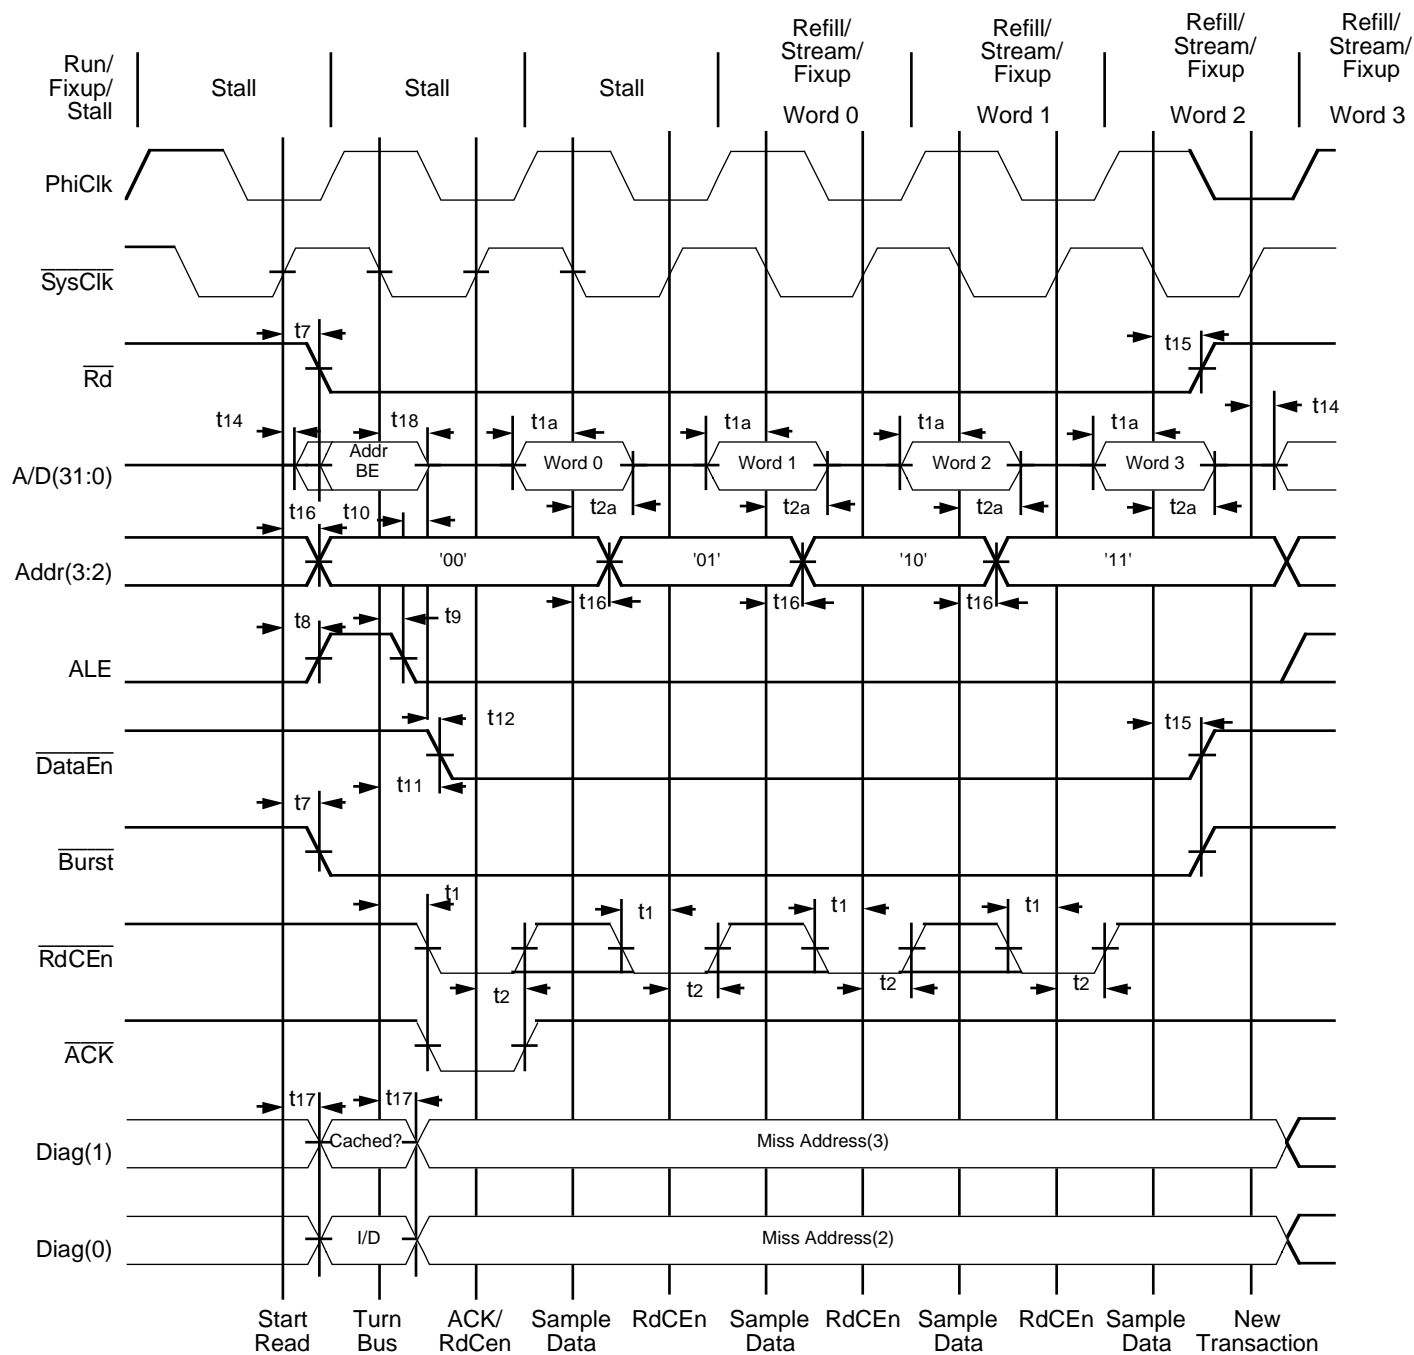 Refill/ Refill/ Refill/ Refill/
Run/ Stream/ Stream/ Stream/ Stream/
Fixup/ Stall Stall Stall Fixup Fixup Fixup Fixup
Stall Word 0 Word 1 Word 2 Word 3
PhiClk
SysClk
t7 t15
Rd
t14 t18 t1a t1a t1a t1a t14
A/D(31:0) Addr BE Word 0 Word 1 Word 2 Word 3
t2a t2a t2a t2a
t16 t10
Addr(3:2) '00' '01' '10' '11'
t16 t16 t16
t8 t9
ALE
t12 t15
DataEn
t11
t7
Burst
t1 t1 t1 t1
RdCEn
t2 t2 t2 t2
ACK
t17 t17
Diag(1) Cached? Miss Address(3)
Diag(0) I/D Miss Address(2)
Start Turn ACK/ Sample RdCEn Sample RdCEn Sample RdCEn Sample New
Read Bus RdCen Data Data Data Data Transaction